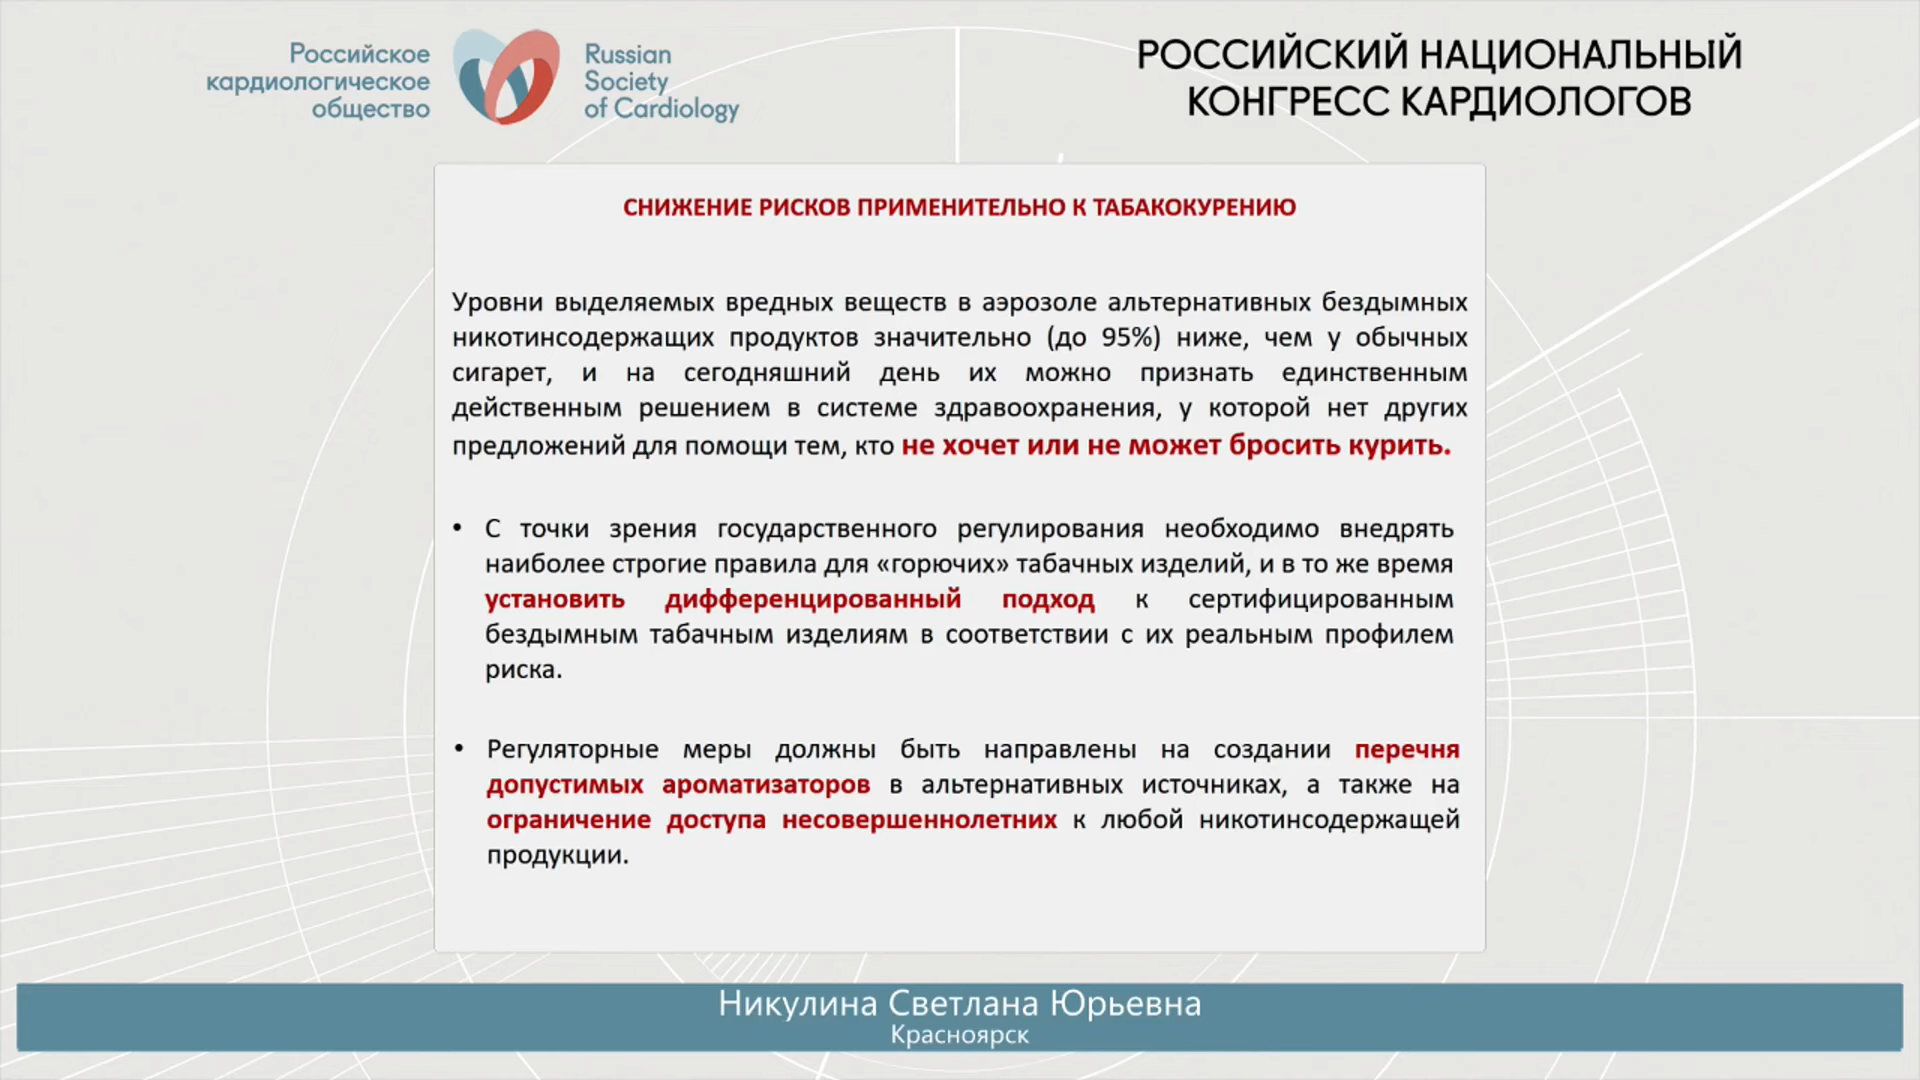 Российское
кардиологическое
общество
Russian
Society
of Cardiology
РОССИЙСКИЙ НАЦИОНАЛЬНЫЙ
КОНГРЕСС КАРДИОЛОГОВ
СНИЖЕНИЕ РИСКОВ ПРИМЕНИТЕЛЬНО К ТАБАКОКУРЕНИЮ
Уровни выделяемых вредных веществ в аэрозоле альтернативных бездымных
никотинсодержащих продуктов значительно (до 95%) ниже, чем у обычных
сигарет, и на сегодняшний день их можно признать единственным
действенным решением в системе здравоохранения, у которой нет других
предложений для помощи тем, кто не хочет или не может бросить курить.
• С точки зрения государственного регулирования необходимо внедрять
наиболее строгие правила для «горючих» табачных изделий, и в то же время
установить дифференцированный подход к сертифицированным
бездымным табачным изделиям в соответствии с их реальным профилем
риска.
• Регуляторные меры должны быть направлены на создании перечня
допустимых ароматизаторов в альтернативных источниках, а также на
ограничение доступа несовершеннолетних к любой никотинсодержащей
продукции.
Никулина Светлана Юрьевна
Красноярск